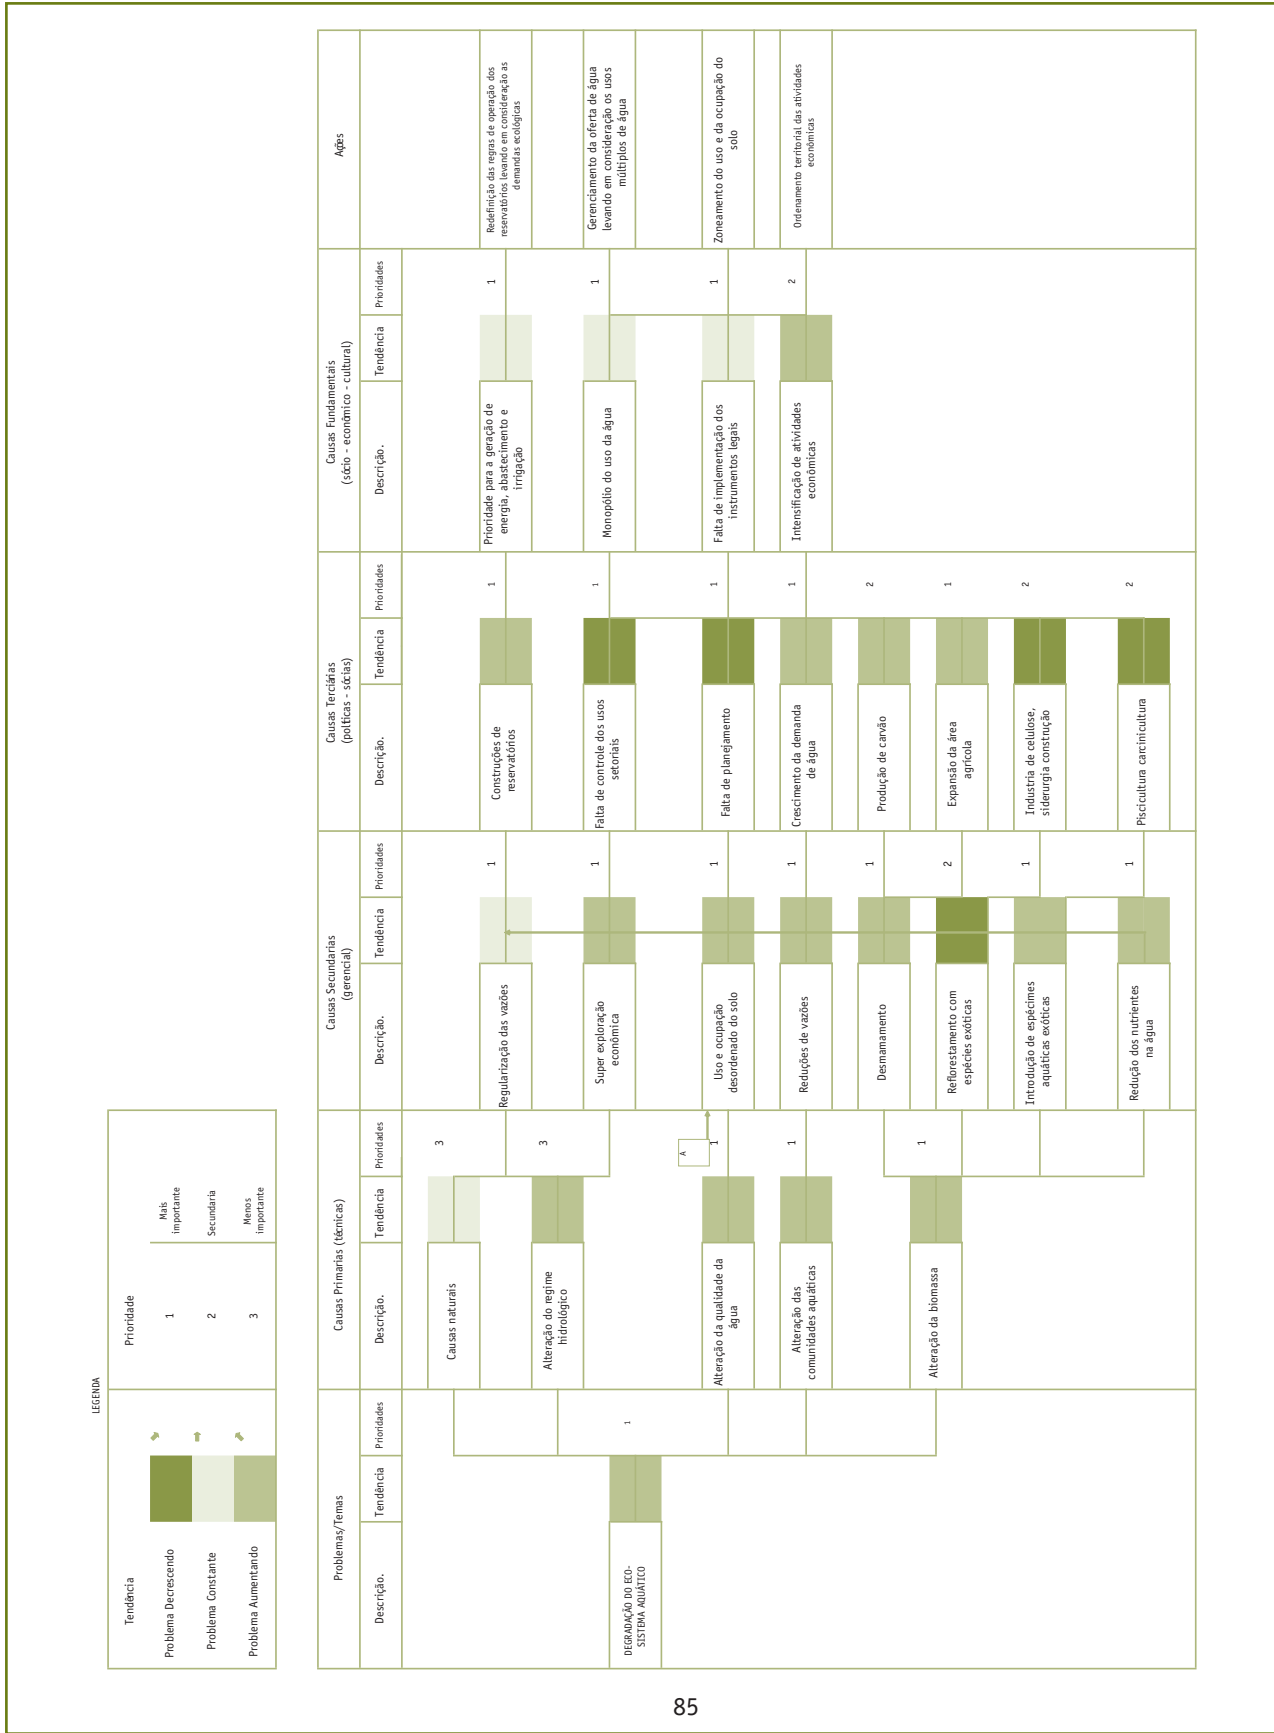 LEGENDA
Tendência
Prioridade
Problema Decrescendo
1
Mais
importante
Problema Constante
2
Secundaria
Problema Aumentando
3
Menos
importante
Problemas/Temas
Causas Primarias (técnicas)
Causas Secundarias
(gerencial)
Causas Terciárias
(políticas - sócias)
Causas Fundamentais
(sócio - econômico - cultural)
Ações
Descrição.
Tendência
Prioridades
Descrição.
Tendência
Prioridades
Descrição.
Tendência
Prioridades
Descrição.
Tendência
Prioridades
Descrição.
Tendência
Prioridades
DEGRADAÇÃO DO ECO-
SISTEMA AQUÁTICO
1
Causas naturais
3
Alteração do regime
hidrológico
3
Alteração da qualidade da
água
1
A
Alteração das
comunidades aquáticas
1
Alteração da biomassa
1
Regularização das vazões
1
Super exploração
econômica
1
Uso e ocupação
desordenado do solo
1
Reduções de vazões
1
Desmamamento
1
Reflorestamento com
espécies exóticas
2
Introdução de espécimes
aquáticas exóticas
1
Redução dos nutrientes
na água
1
Construções de
reservatórios
1
Falta de controle dos usos
setoriais
1
Falta de planejamento
1
Crescimento da demanda
de água
1
Produção de carvão
2
Expansão da área
agrícola
1
Industria de celulose,
siderurgia construção
2
Piscicultura carcinicultura
2
Prioridade para a geração de
energia, abastecimento e
irrigação
1
Monopólio do uso da água
1
Falta de implementação dos
instrumentos legais
1
Intensificação de atividades
econômicas
2
Redefinição das regras de operação dos
reservatórios levando em consideração as
demandas ecológicas
Gerenciamento da oferta de água
levando em consideração os usos
múltiplos de água
Zoneamento do uso e da ocupação do
solo
Ordenamento territorial das atividades
econômicas
85